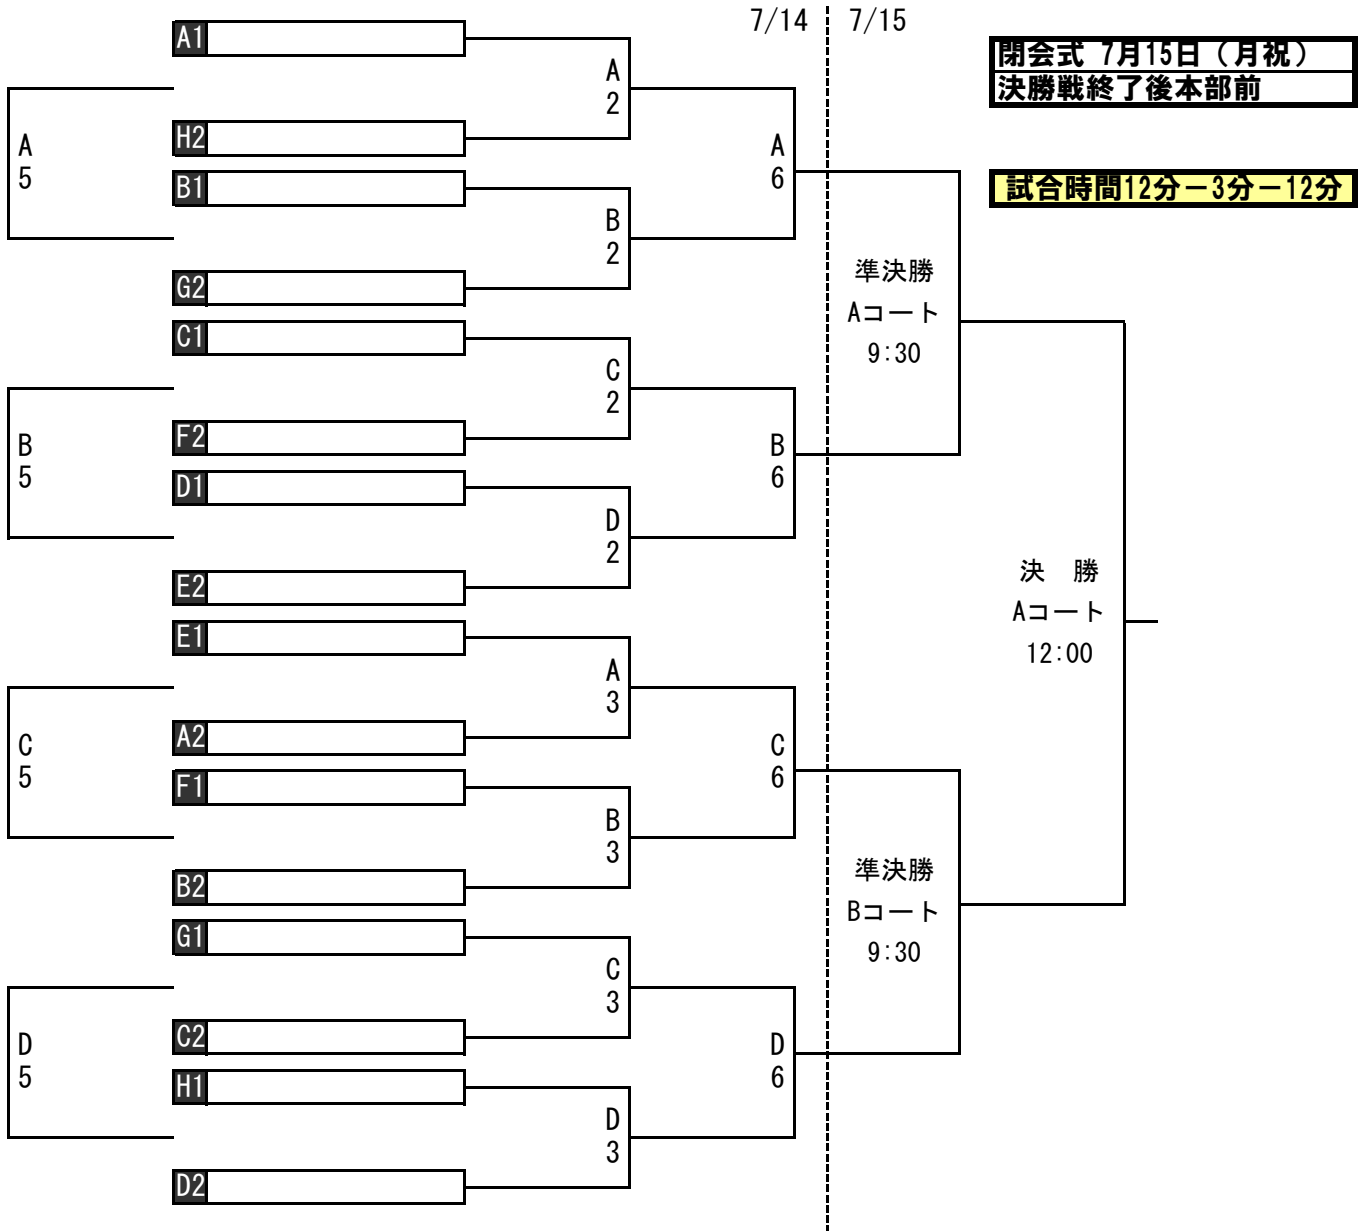 7/14 7/15
閉会式 7月15日（月祝）
決勝戦終了後本部前
試合時間12分－3分－12分
A1
A
2
H2
A
5
A
6
B1
B
2
G2
準決勝
Aコート
9:30
C1
C
2
F2
B
5
B
6
D1
D
2
E2
決　勝
Aコート
12:00
E1
A
3
A2
C
5
C
6
F1
B
3
B2
準決勝
Bコート
9:30
G1
C
3
C2
D
5
D
6
H1
D
3
D2